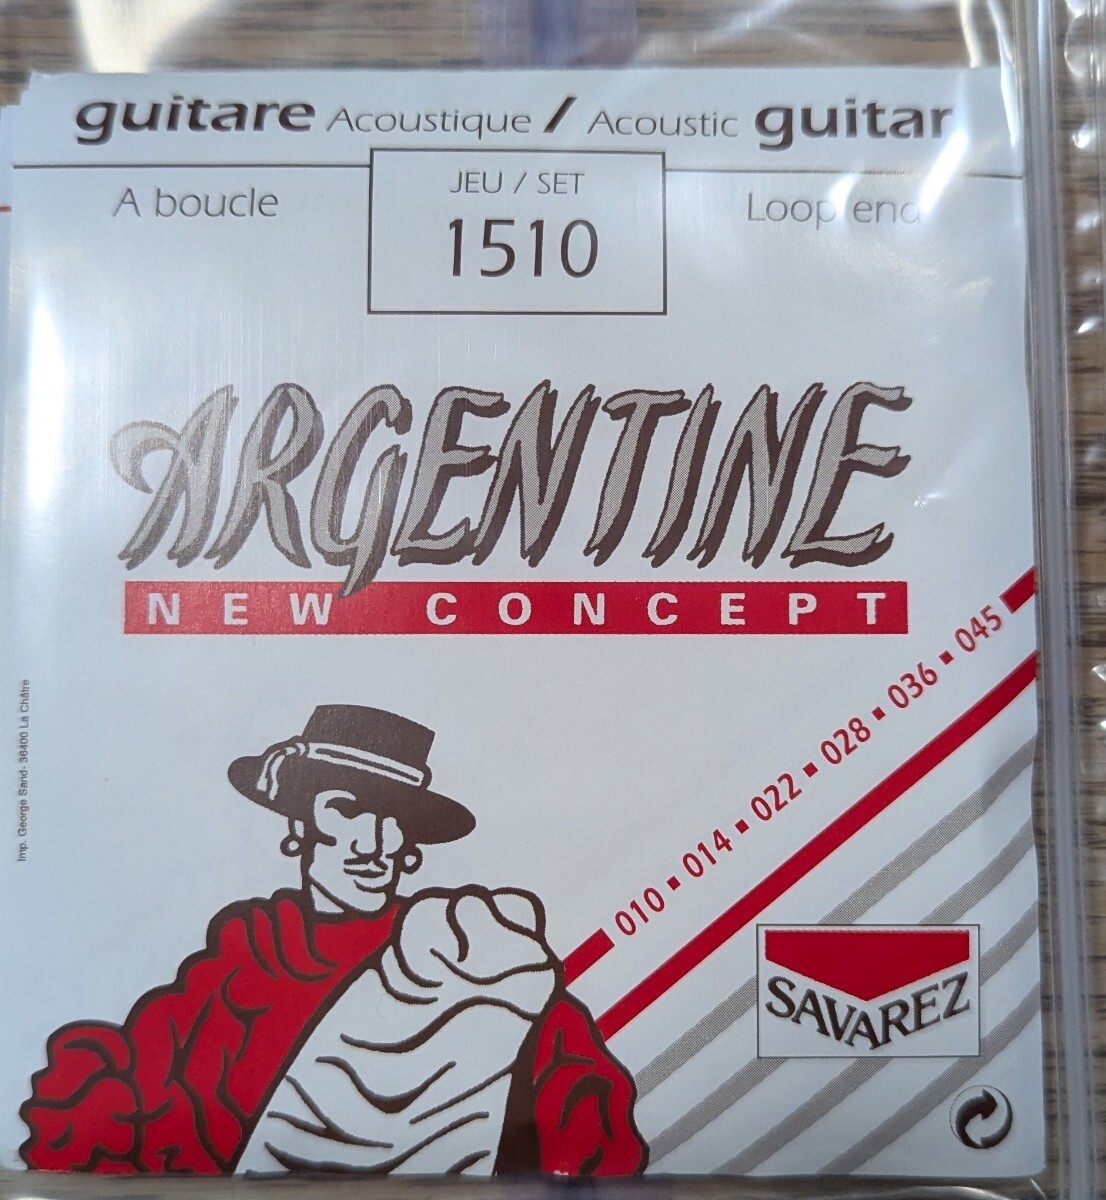 guitare Acoustique / Acoustic guitar
A boucle
JEU / SET
1510
Loop end
ARGENTINE
NEW CONCEPT
010 ▪ 014 ▪ 022 ▪ 028 ▪ 036 ▪ 045
Imp. George Sand- 36400 La Châtre
SAVAREZ